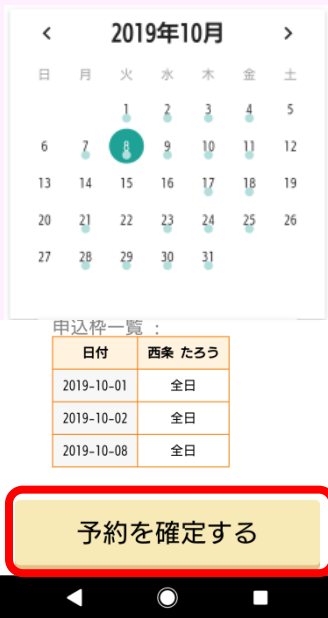 < 2019年10月 >
日 月 火 水 木 金 土
1 2 3 4 5
6 7 8 9 10 11 12
13 14 15 16 17 18 19
20 21 22 23 24 25 26
27 28 29 30 31
申込枠一覧 :
日付 西条 たろう
2019-10-01 全日
2019-10-02 全日
2019-10-08 全日
予約を確定する